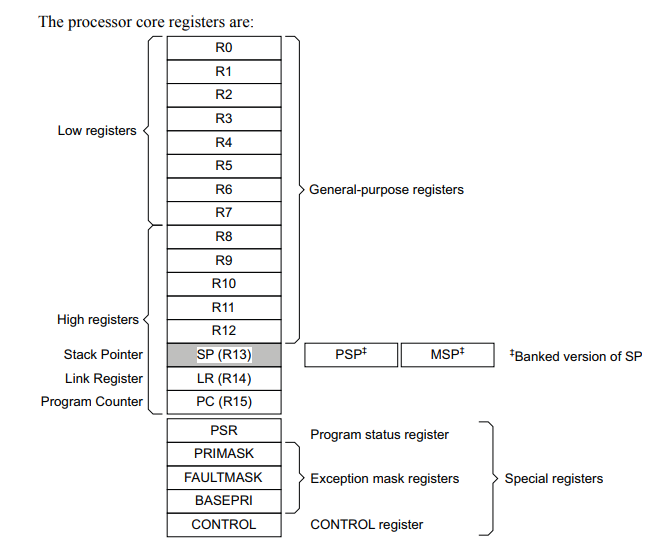 The processor core registers are:
R0
R1
R2
R3
Low registers
R4
R5
R6
General-purpose registers
R7
R8
R9
R10
R11
High registers
R12
Stack Pointer SP (R13) PSP‡ MSP‡ ‡Banked version of SP
Link Register LR (R14)
Program Counter PC (R15)
PSR Program status register
PRIMASK
FAULTMASK Exception mask registers Special registers
BASEPRI
CONTROL CONTROL register